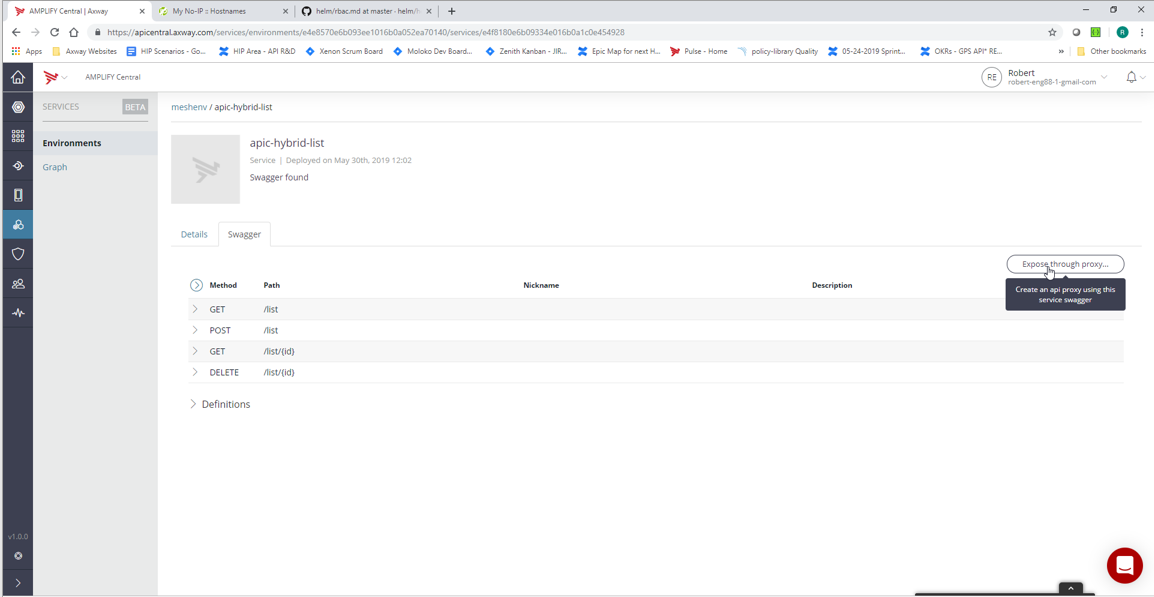 AMPLIFY Central | Axway
My No-IP :: Hostnames
helm/rbac.md at master · helm/h
https://apicentral.axway.com/services/environments/e4e8570e6b093ee1016b0a052ea70140/services/e4f8180e6b09334e016b0a1c0e454928
R
Apps
Axway Websites
HIP Scenarios - Go...
HIP Area - API R&D
Xenon Scrum Board
Moloko Dev Board...
Zenith Kanban - JIR...
Epic Map for next H...
Pulse - Home
policy-library Quality
05-24-2019 Sprint...
OKRs - GPS API* RE...
»
Other bookmarks
AMPLIFY Central
RE
Robert
robert-eng88-1-gmail-com
SERVICES
BETA
Environments
Graph
meshenv / apic-hybrid-list
apic-hybrid-list
Service | Deployed on May 30th, 2019 12:02
Swagger found
Details
Swagger
Expose through proxy...
Create an api proxy using this
service swagger
Method Path Nickname Description
GET /list
POST /list
GET /list/{id}
DELETE /list/{id}
Definitions
v1.0.0